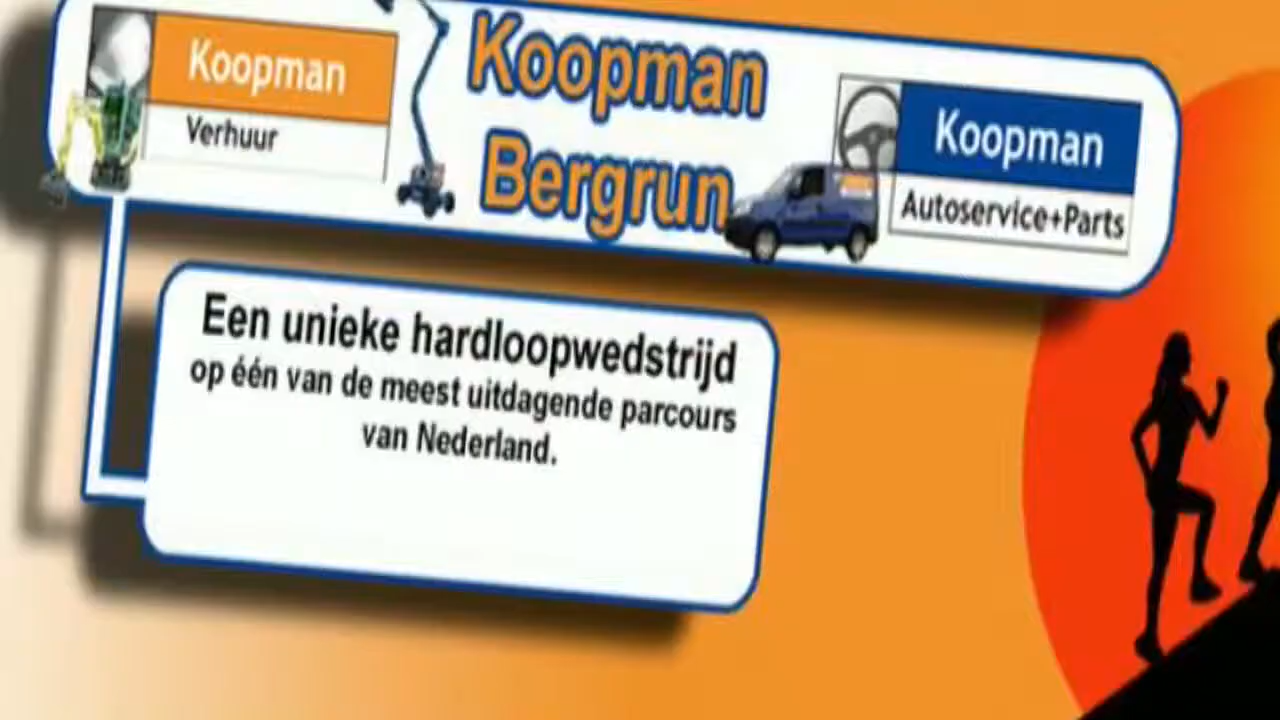 Koopman
Verhuur
Koopman
Bergrun
Koopman
Autoservice+Parts
Een unieke hardloopwedstrijd
op één van de meest uitdagende parcours
van Nederland.